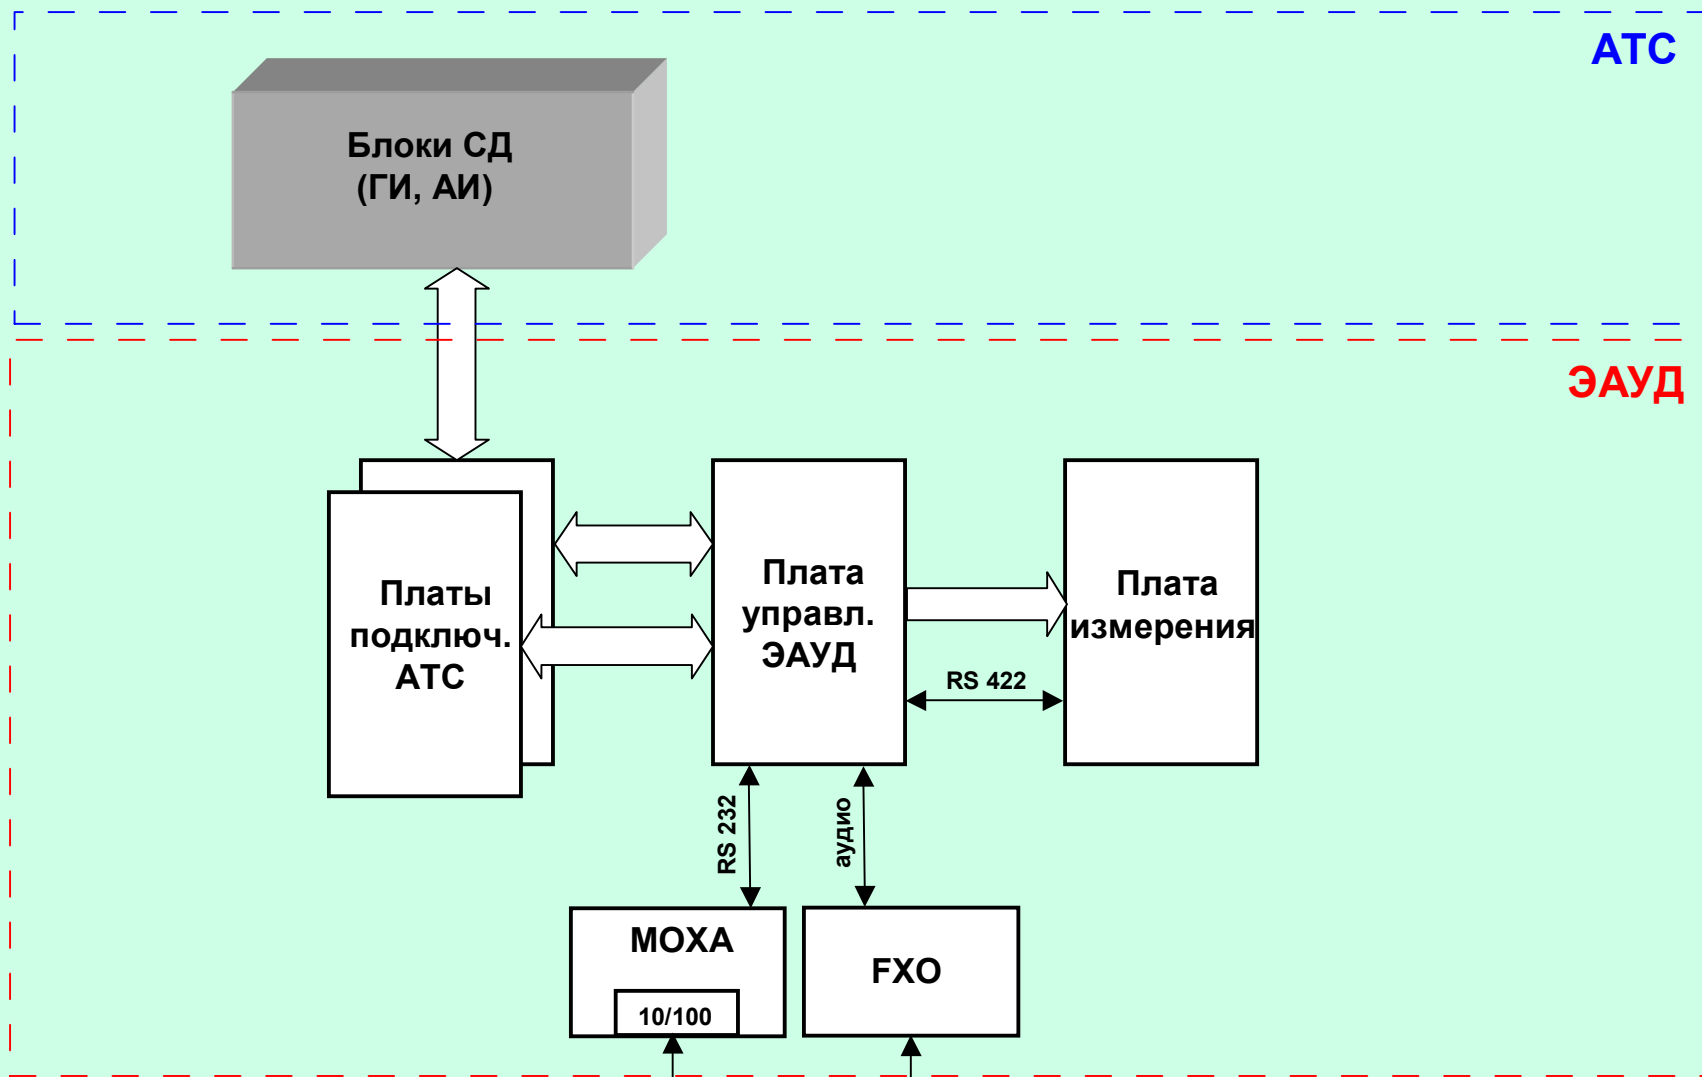 АТС
Блоки СД
(ГИ, АИ)
ЭАУД
Платы
подключ.
АТС
Плата
управл.
ЭАУД
Плата
измерения
RS 422
RS 232
аудио
MOXA
10/100
FXO